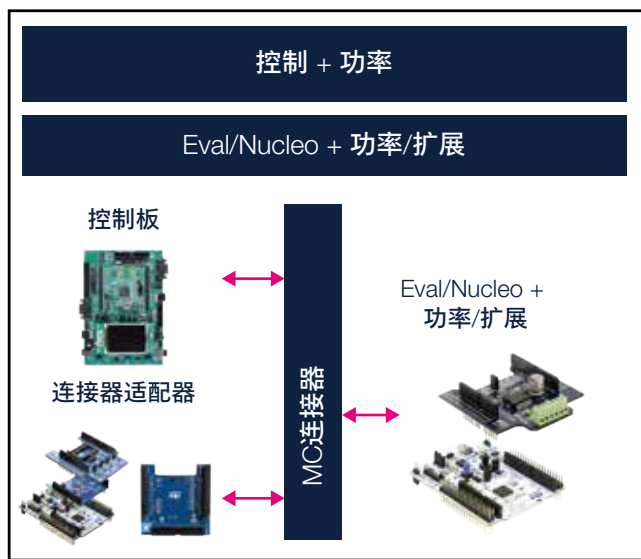 控制 + 功率
Eval/Nucleo + 功率/扩展
控制板
连接器适配器
MC连接器
Eval/Nucleo +
功率/扩展